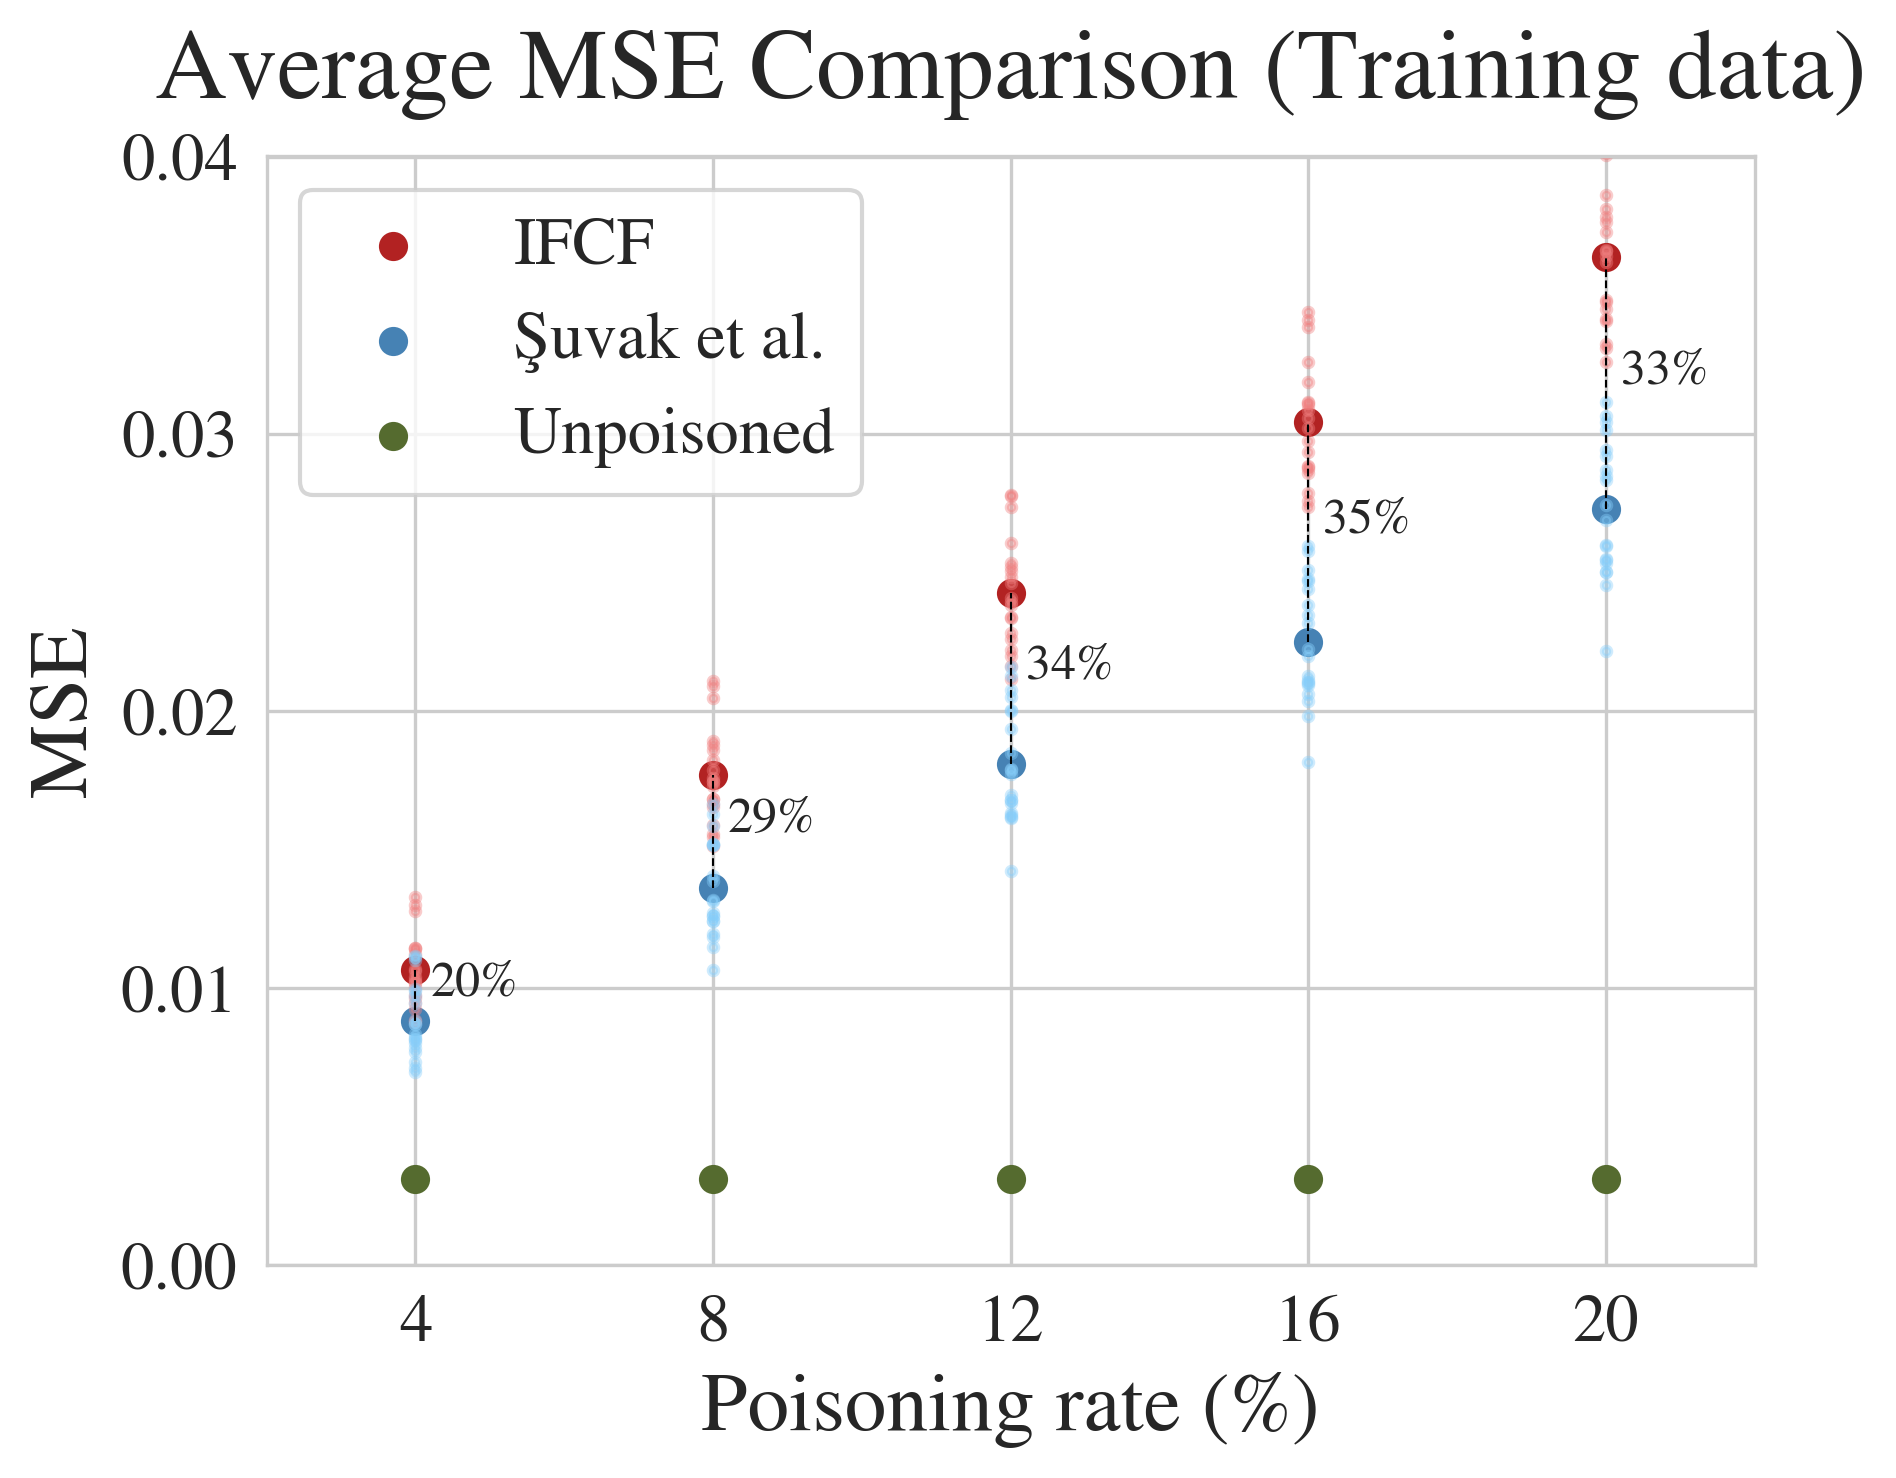 Average MSE Comparison (Training data)
0.04
0.03
0.02
0.01
0.00
MSE
IFCF
Şuvak et al.
Unpoisoned
20%
29%
34%
35%
33%
4 8 12 16 20
Poisoning rate (%)